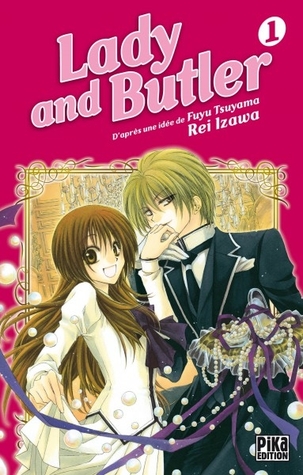 1
Lady
and Butler
D'après une idée de Fuyu Tsuyama
Rei Izawa
Pika
EDITION